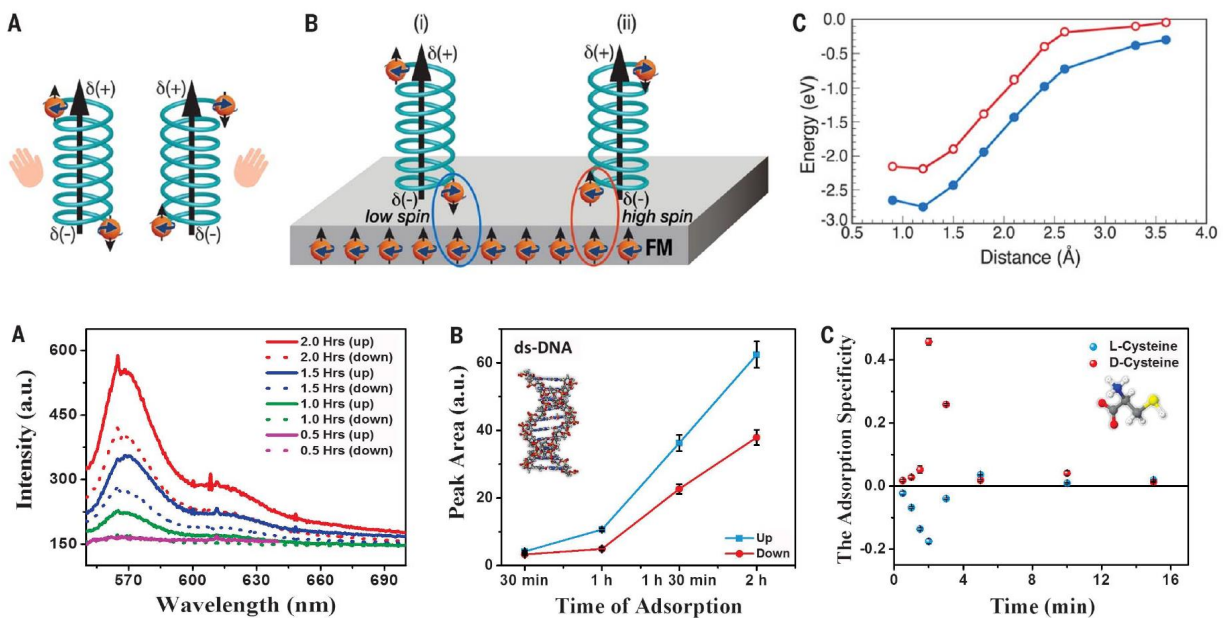 A
δ(+)
δ(+)
δ(-)
δ(-)
B
(i)
(ii)
δ(+)
δ(+)
δ(-)
δ(-)
low spin
high spin
FM
C
0.0
-0.5
-1.0
-1.5
-2.0
-2.5
-3.0
Energy (eV)
0.5
1.0
1.5
2.0
2.5
3.0
3.5
4.0
Distance (Å)
A
600
450
300
150
Intensity (a.u.)
2.0 Hrs (up)
2.0 Hrs (down)
1.5 Hrs (up)
1.5 Hrs (down)
1.0 Hrs (up)
1.0 Hrs (down)
0.5 Hrs (up)
0.5 Hrs (down)
570
600
630
660
690
Wavelength (nm)
B
ds-DNA
60
40
20
0
Peak Area (a.u.)
Up
Down
30 min
1 h
1 h 30 min
2 h
Time of Adsorption
C
L-Cysteine
D-Cysteine
0.4
0.2
0.0
-0.2
The Adsorption Specificity
0
4
8
12
16
Time (min)